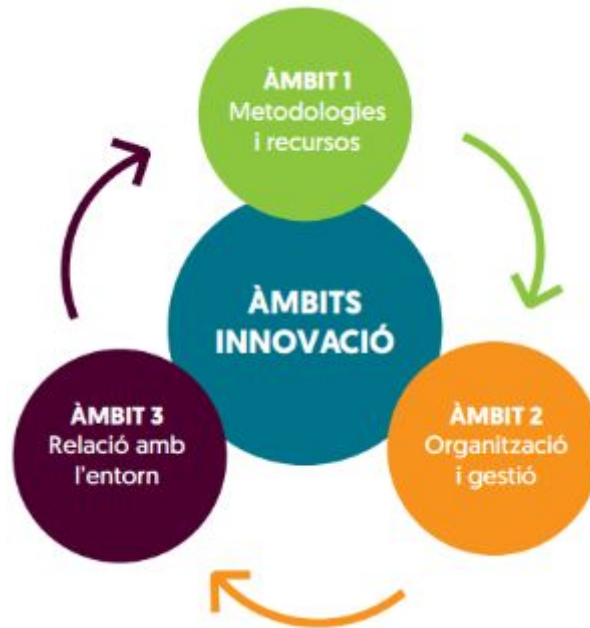 ÀMBIT 1
Metodologies
i recursos
ÀMBITS
INNOVACIÓ
ÀMBIT 3
Relació amb
l'entorn
ÀMBIT 2
Organització
i gestió